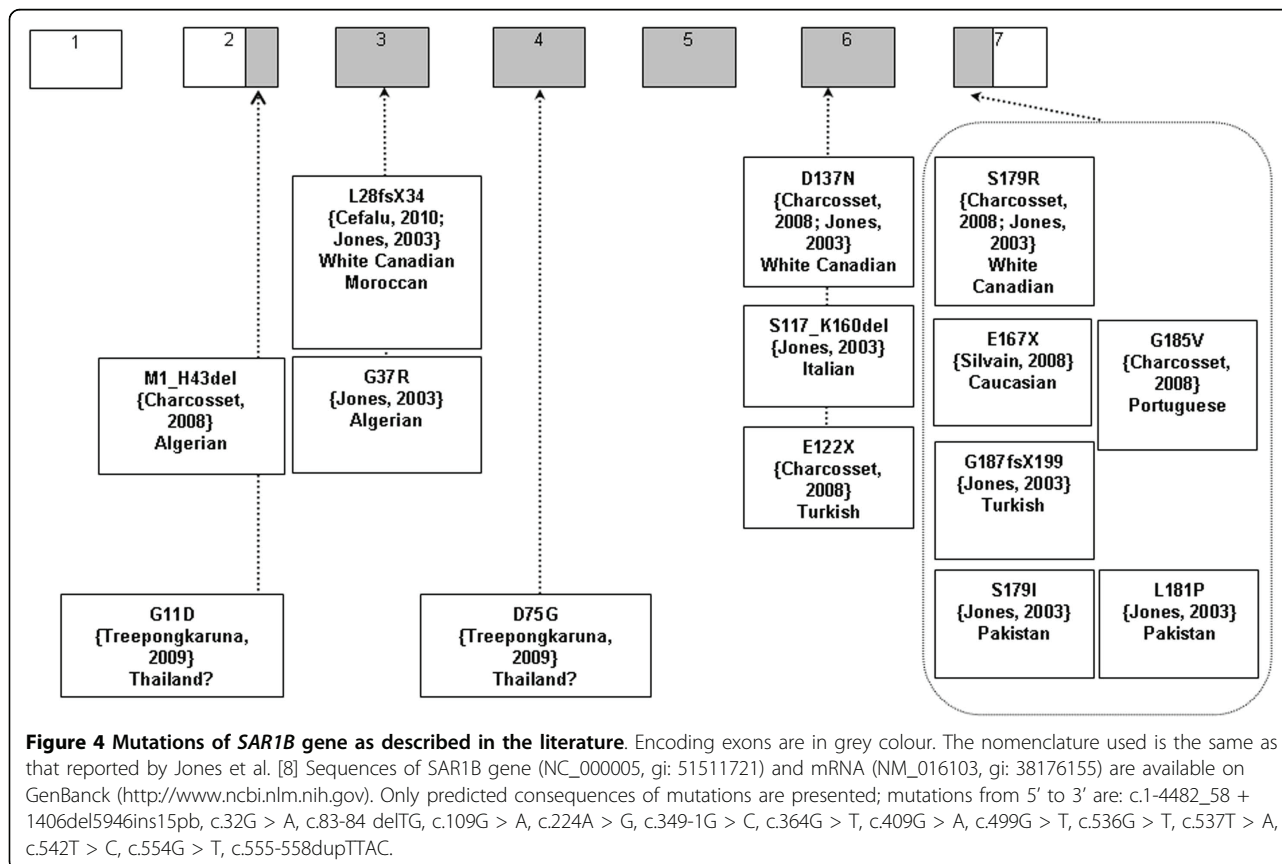 1
2
3
4
5
6
7
L28fsX34
{Cefalu, 2010;
Jones, 2003}
White Canadian
Moroccan
M1_H43del
{Charcosset,
2008}
Algerian
G37R
{Jones, 2003}
Algerian
G11D
{Treepongkaruna,
2009}
Thailand?
D75G
{Treepongkaruna,
2009}
Thailand?
D137N
{Charcosset,
2008; Jones,
2003}
White Canadian
S117_K160del
{Jones, 2003}
Italian
E122X
{Charcosset,
2008}
Turkish
S179R
{Charcosset,
2008; Jones,
2003}
White
Canadian
E167X
{Silvain, 2008}
Caucasian
G185V
{Charcosset,
2008}
Portuguese
G187fsX199
{Jones, 2003}
Turkish
S179I
{Jones, 2003}
Pakistan
L181P
{Jones, 2003}
Pakistan
Figure 4 Mutations of SAR1B gene as described in the literature. Encoding exons are in grey colour. The nomenclature used is the same as
that reported by Jones et al. [8] Sequences of SAR1B gene (NC_000005, gi: 51511721) and mRNA (NM_016103, gi: 38176155) are available on
GenBanck (http://www.ncbi.nlm.nih.gov). Only predicted consequences of mutations are presented; mutations from 5’ to 3’ are: c.1-4482_58 +
1406del5946ins15pb, c.32G > A, c.83-84 delTG, c.109G > A, c.224A > G, c.349-1G > C, c.364G > T, c.409G > A, c.499G > T, c.536G > T, c.537T > A,
c.542T > C, c.554G > T, c.555-558dupTTAC.